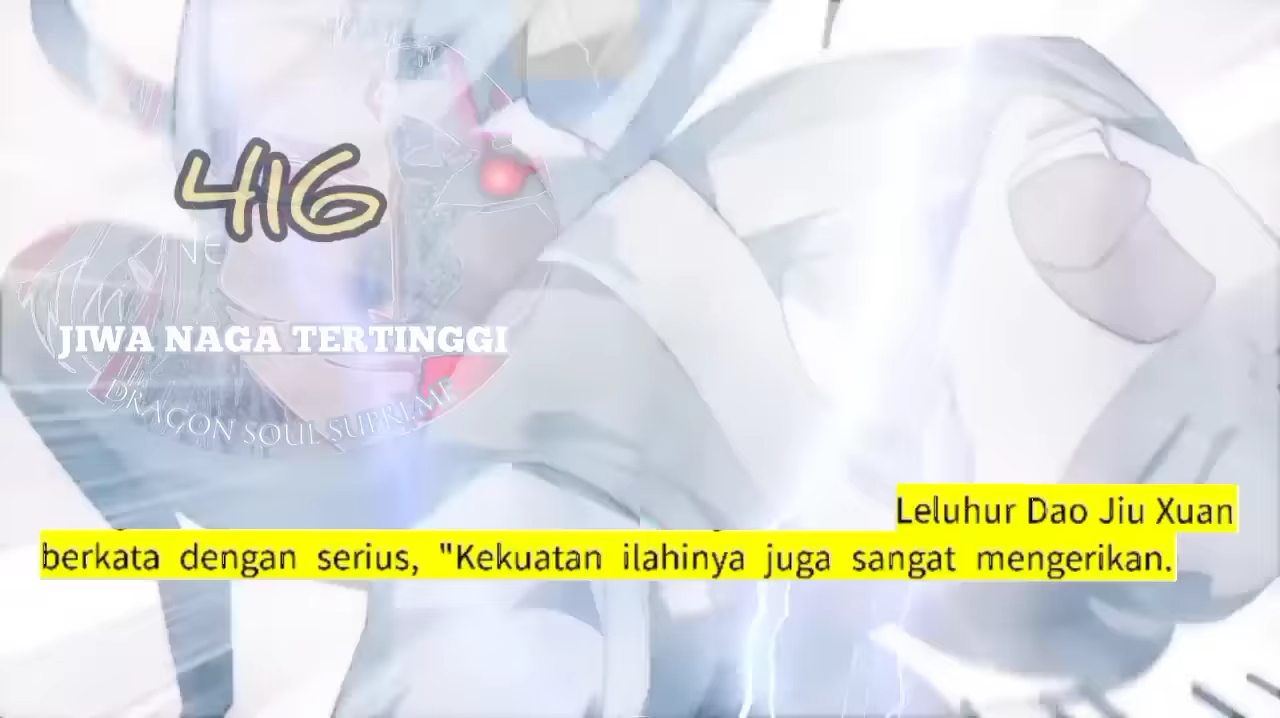 416
JIWA NAGA TERTINGGI
DRAGON SOUL SUPREME
Leluhur Dao Jiu Xuan
berkata dengan serius, "Kekuatan ilahinya juga sangat mengerikan.